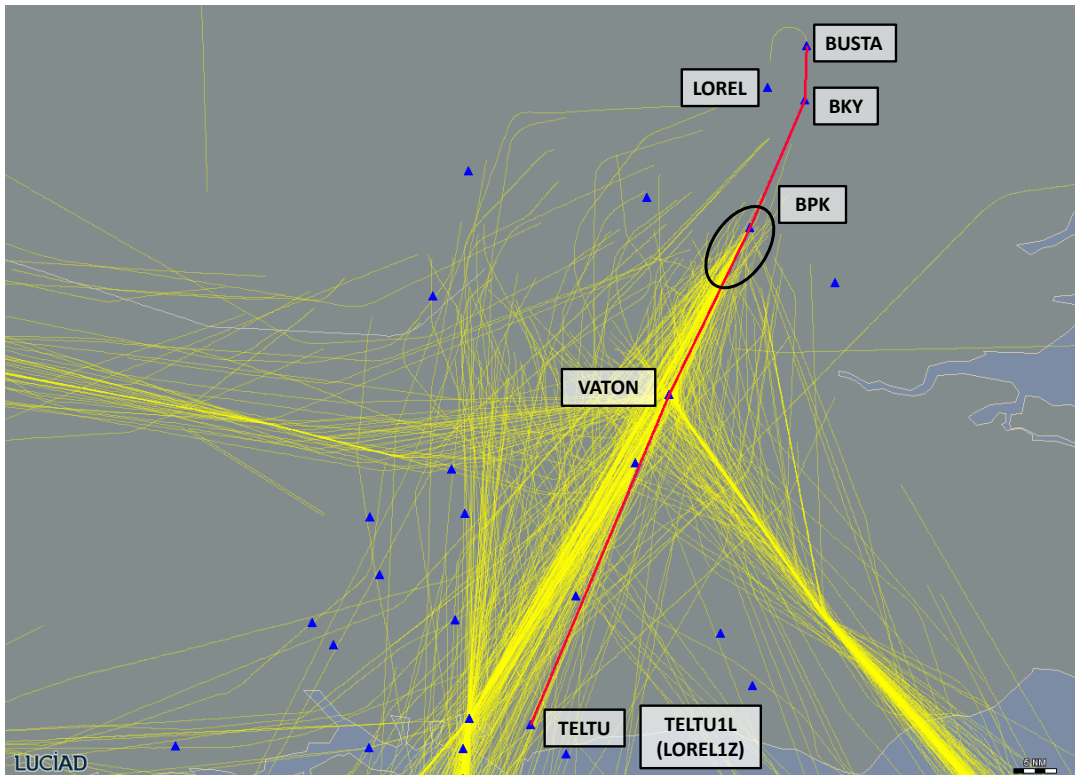 BUSTA
LOREL
BKY
BPK
VATON
TELTU
TELTU1L
(LOREL1Z)
LUCIAD
5 NM